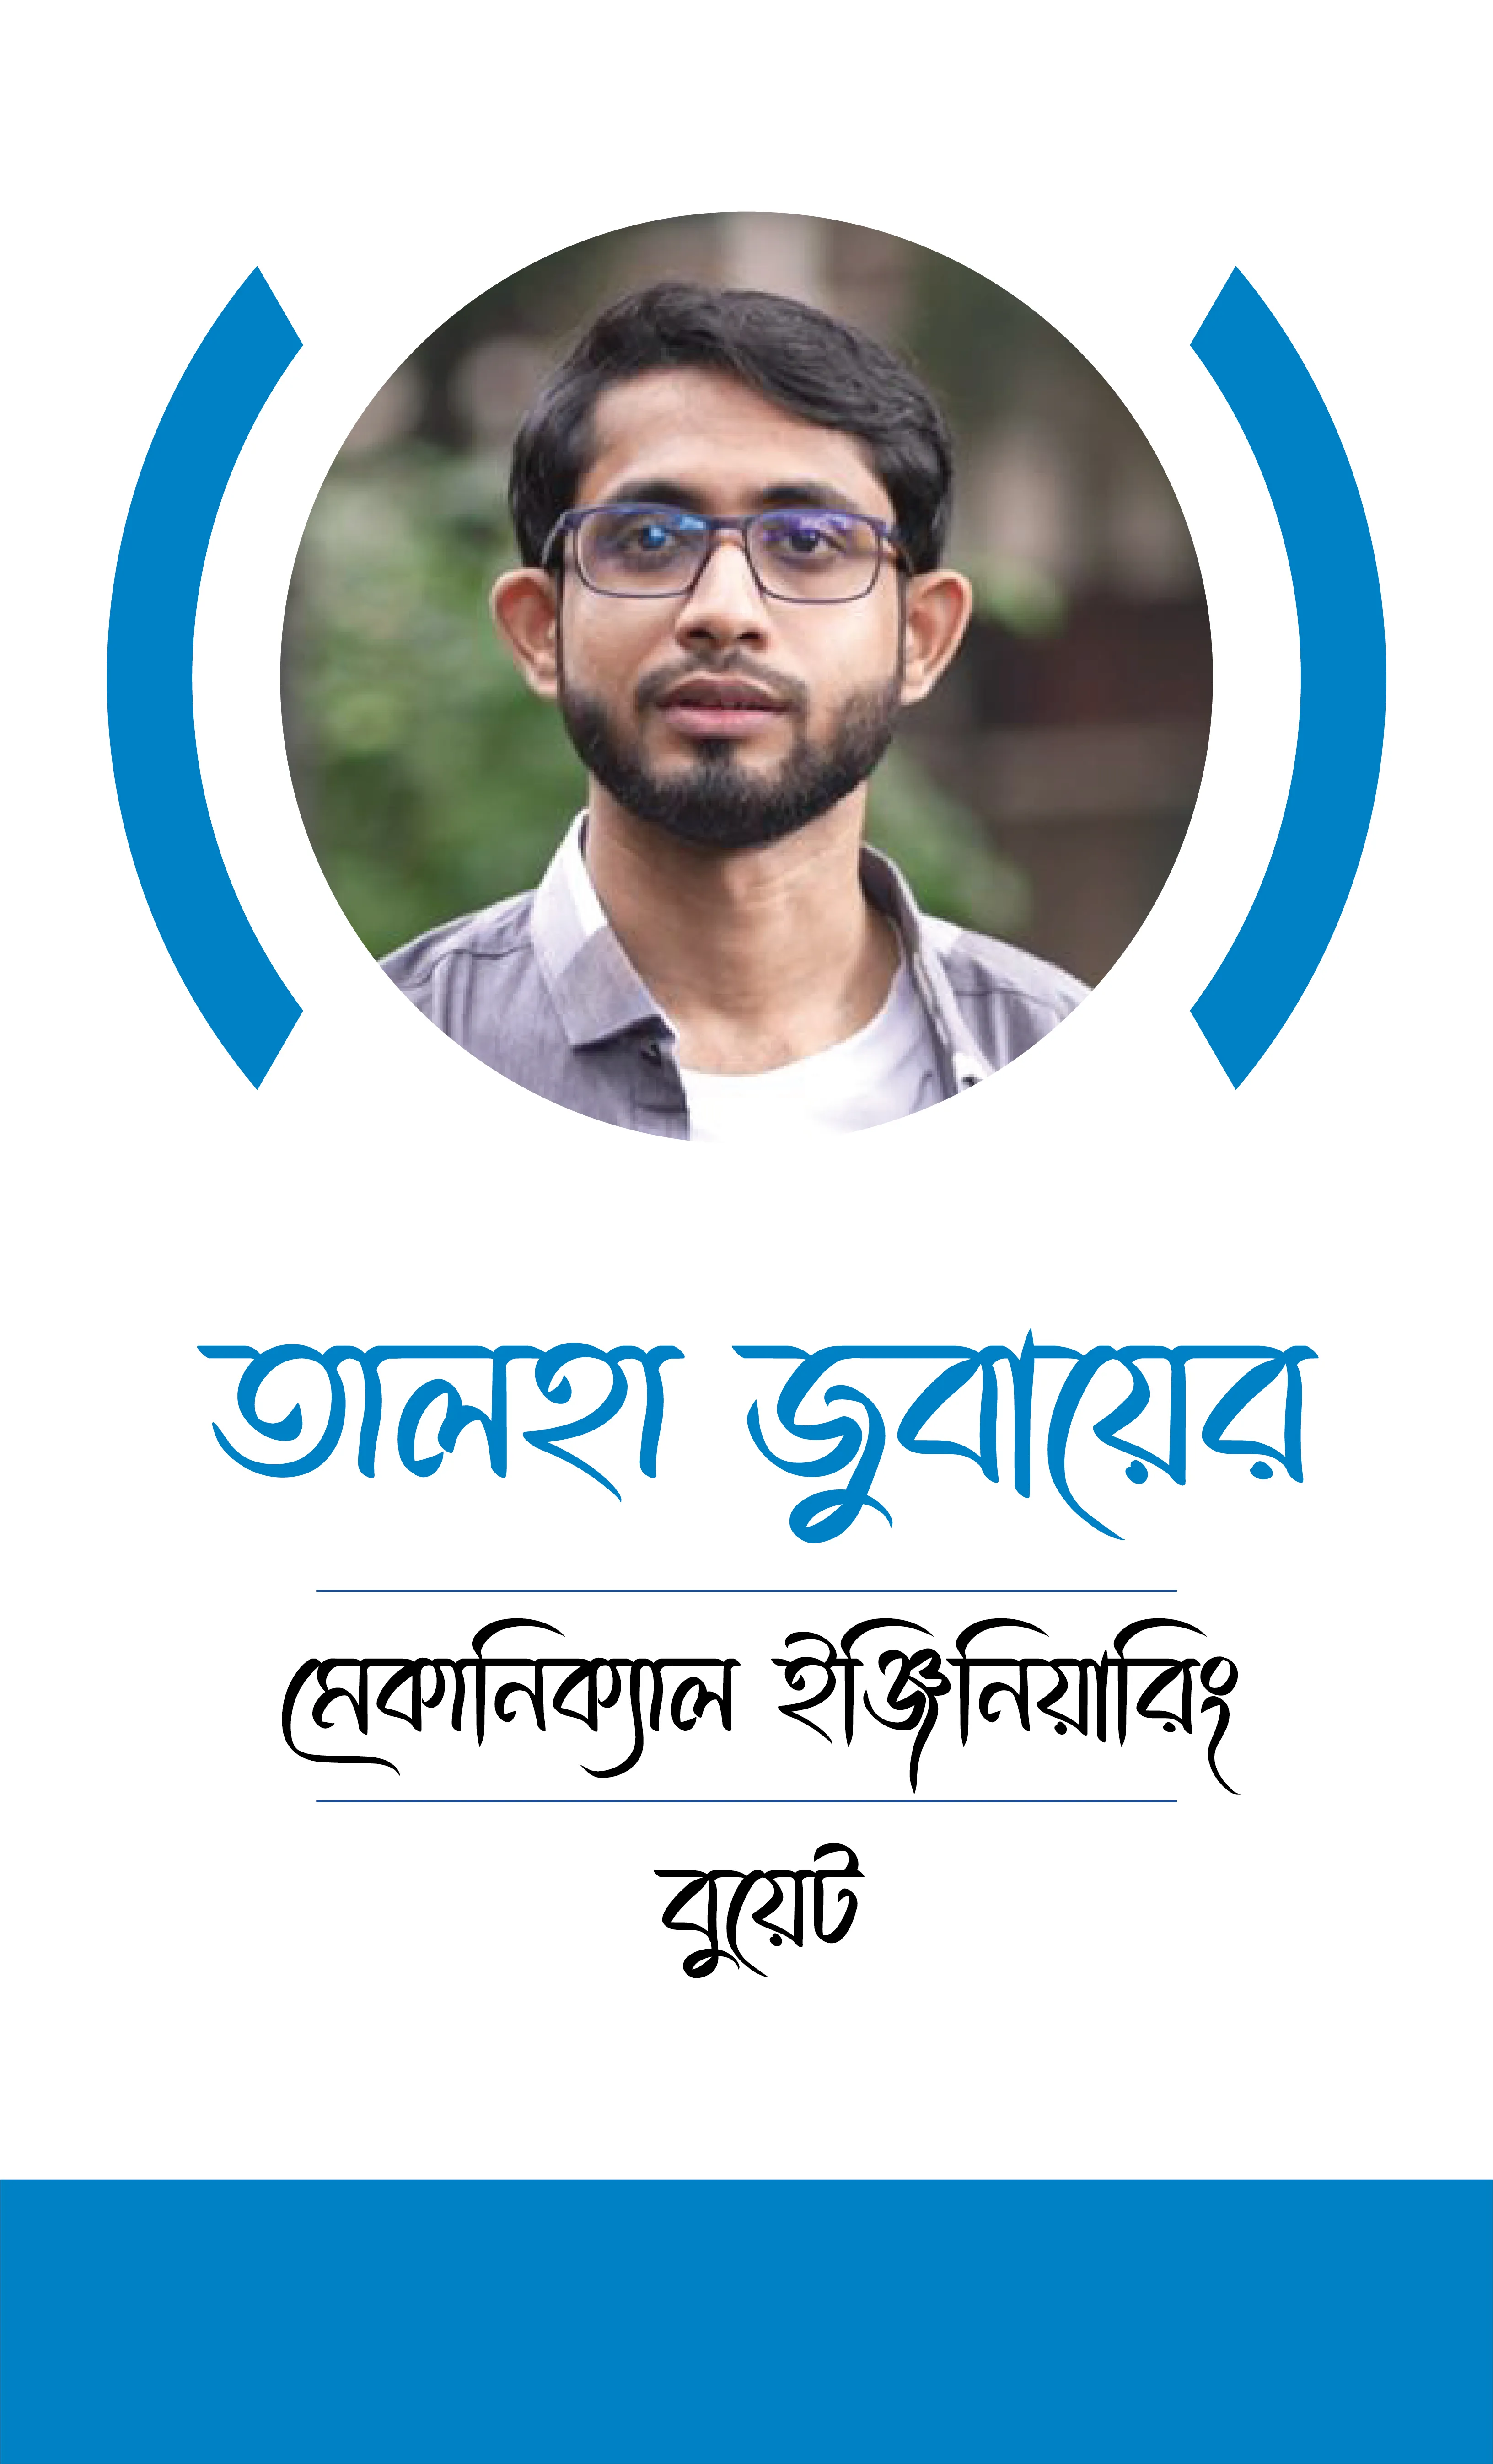 তালহা জুবায়ের
মেকানিক্যাল ইঞ্জিনিয়ারিং
বুয়েট